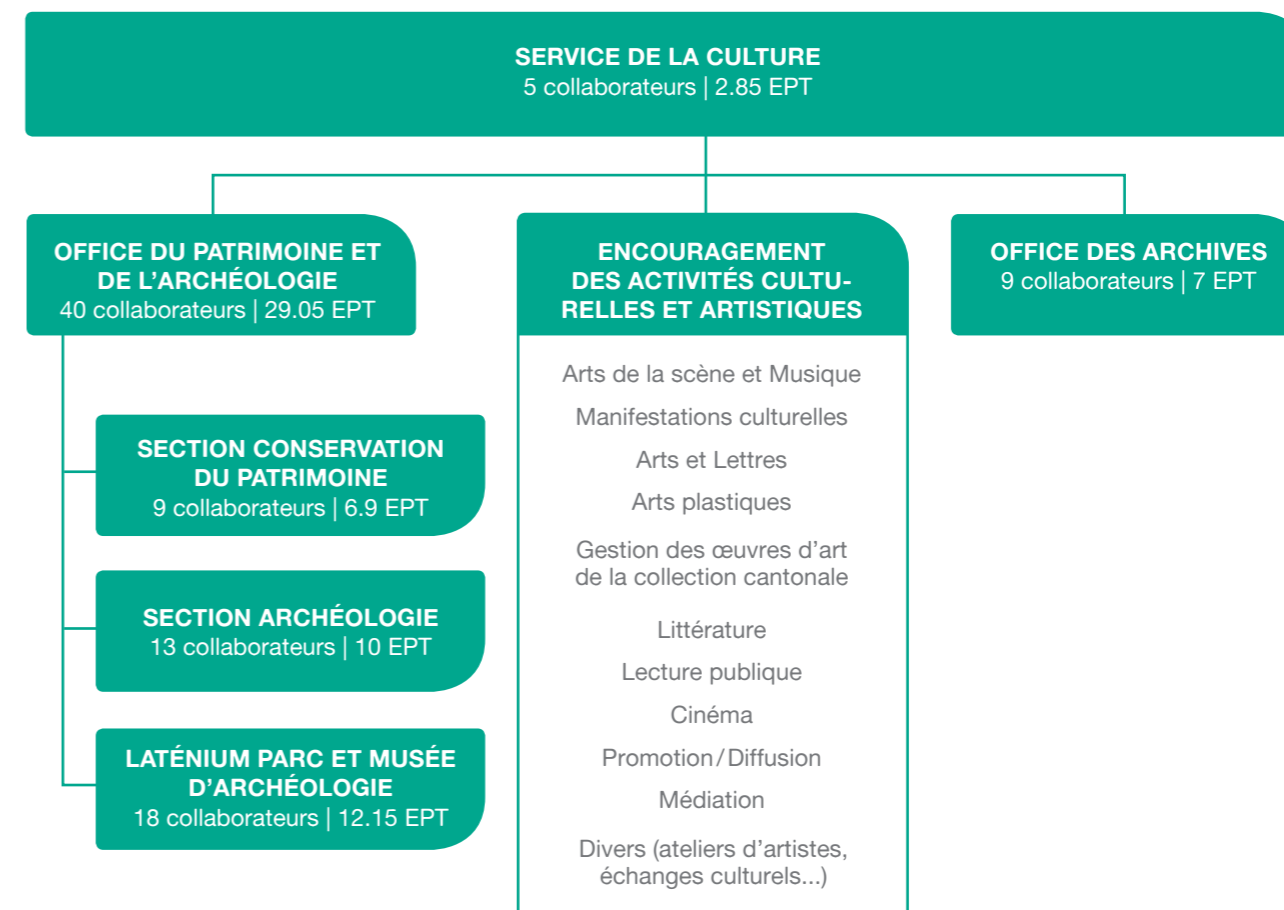 SERVICE DE LA CULTURE
5 collaborateurs | 2.85 EPT
OFFICE DU PATRIMOINE ET
DE L’ARCHÉOLOGIE
40 collaborateurs | 29.05 EPT
SECTION CONSERVATION
DU PATRIMOINE
9 collaborateurs | 6.9 EPT
SECTION ARCHÉOLOGIE
13 collaborateurs | 10 EPT
LATÉNIUM PARC ET MUSÉE
D’ARCHÉOLOGIE
18 collaborateurs | 12.15 EPT
ENCOURAGEMENT
DES ACTIVITÉS CULTU-
RELLES ET ARTISTIQUES
Arts de la scène et Musique
Manifestations culturelles
Arts et Lettres
Arts plastiques
Gestion des œuvres d’art
de la collection cantonale
Littérature
Lecture publique
Cinéma
Promotion/Diffusion
Médiation
Divers (ateliers d’artistes,
échanges culturels...)
OFFICE DES ARCHIVES
9 collaborateurs | 7 EPT